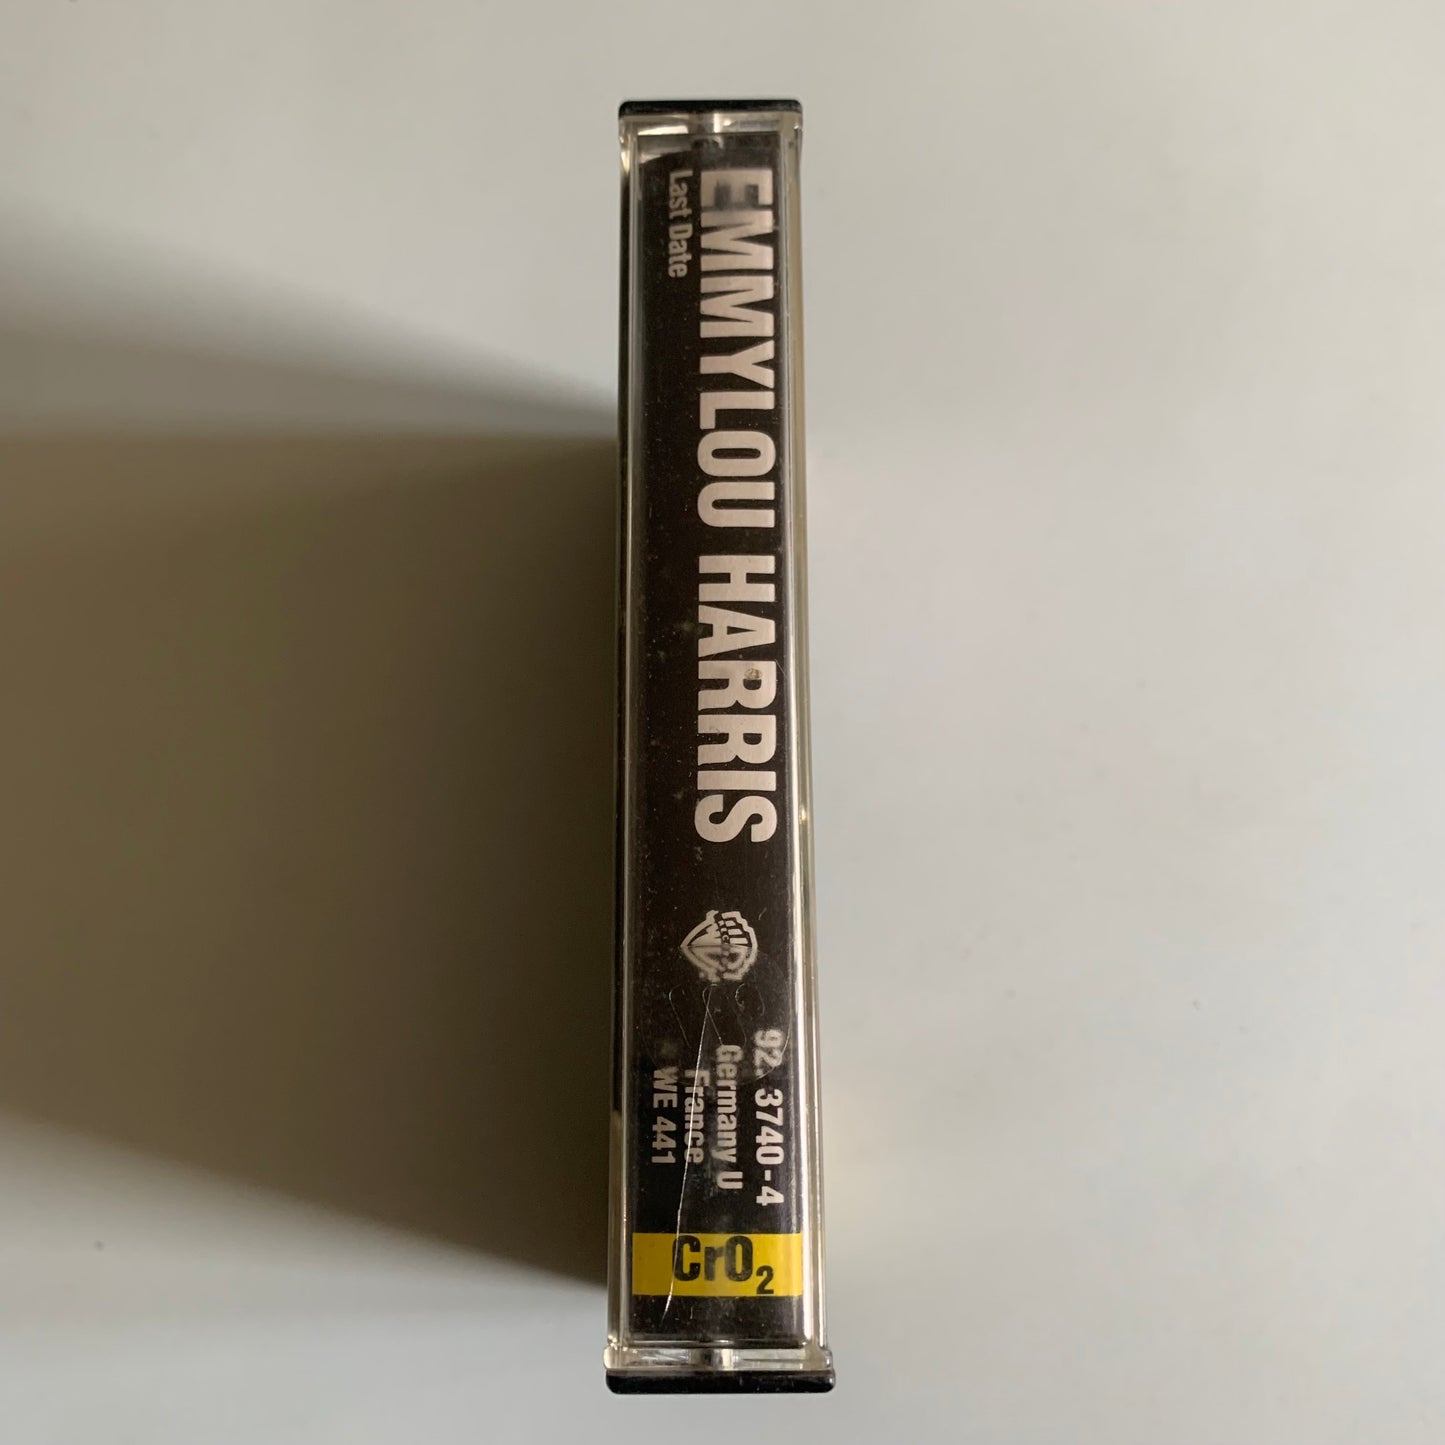 EMMYLOU HARRIS
Last Date
92.3740-4
Germany U
France
WE 441
CrO₂